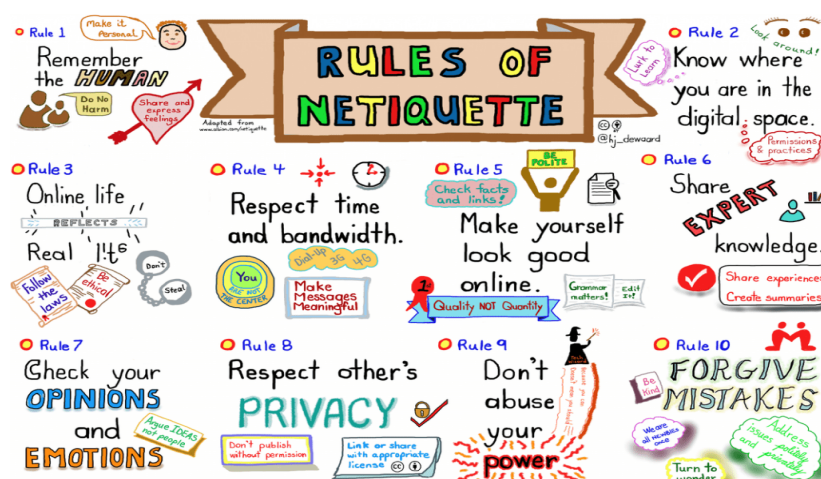 RULES OF
NETIQUETTE
Adapted from
www.albion.com/netiquette
@hj_dewaard
Rule 1
Make it
Personal
Remember
the HUMAN
Do No
Harm
Share and
express
feelings
Rule 2
Look around!
Lurk to
Learn
Know where
you are in the
digital space.
Permissions
& practices
Rule 3
Online life
REFLECTS
Real life
Follow
the
laws
Be
ethical
Don't
Steal
Rule 4
Respect time
and bandwidth.
You
ARE NOT
THE CENTER
Dial-up
3G 4G
Make
Messages
Meaningful
Rule 5
BE
POLITE
Check facts
and links!
Make yourself
look good
online.
Grammar
matters!
Edit
It!
1
Quality NOT Quantity
Rule 6
Share
EXPERT
knowledge.
Share experiences
Create summaries
Rule 7
Check your
OPINIONS
and
EMOTIONS
Argue IDEAS
not people
Rule 8
Respect other's
PRIVACY
Don't publish
without permission
Link or share
with appropriate
license
Rule 9
Don't
abuse
your
power
Rule 10
FORGIVE
MISTAKES
Be
Kind
We are
all newbies
once
Address
issues politely
and privately
Turn to
wonder